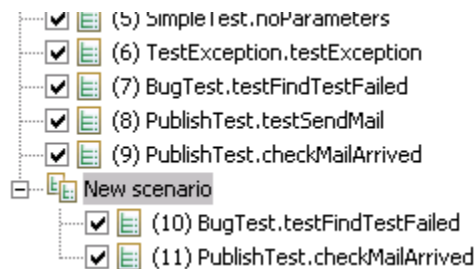 (5) SimpleTest.noParameters
(6) TestException.testException
(7) BugTest.testFindTestFailed
(8) PublishTest.testSendMail
(9) PublishTest.checkMailArrived
New scenario
(10) BugTest.testFindTestFailed
(11) PublishTest.checkMailArrived